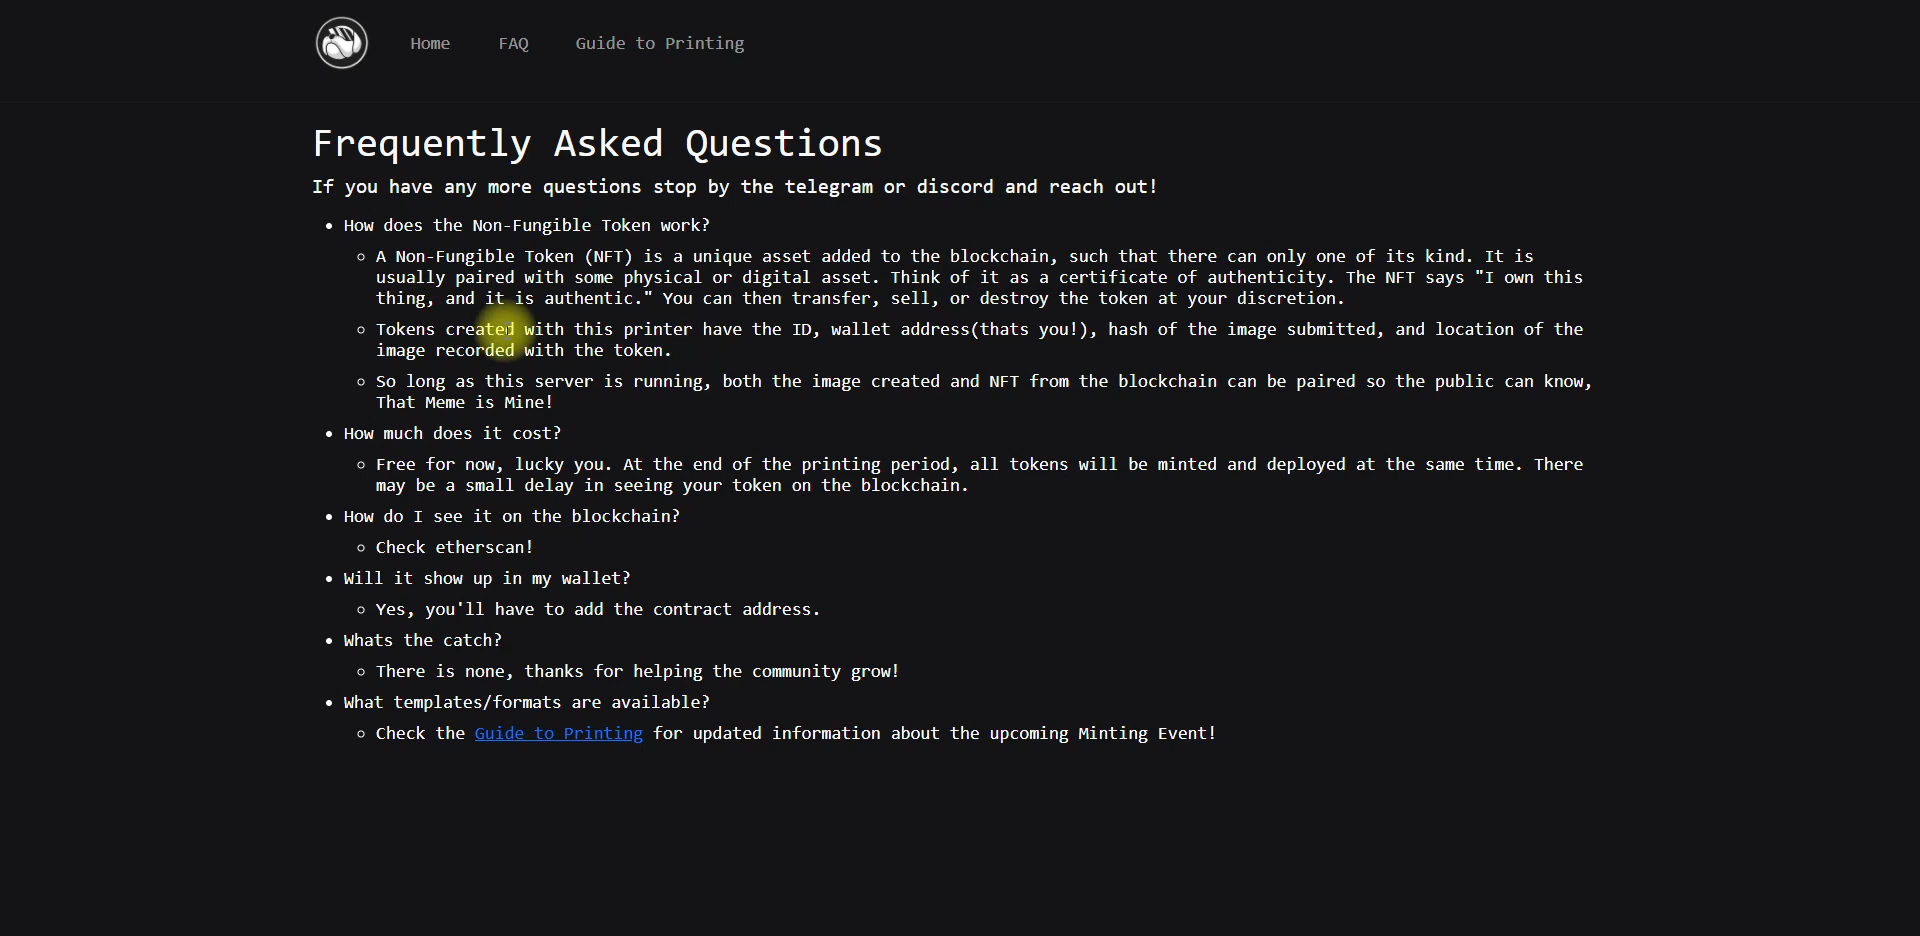 Home FAQ Guide to Printing
Frequently Asked Questions
If you have any more questions stop by the telegram or discord and reach out!
• How does the Non-Fungible Token work?
◦ A Non-Fungible Token (NFT) is a unique asset added to the blockchain, such that there can only one of its kind. It is
usually paired with some physical or digital asset. Think of it as a certificate of authenticity. The NFT says "I own this
thing, and it is authentic." You can then transfer, sell, or destroy the token at your discretion.
◦ Tokens created with this printer have the ID, wallet address(thats you!), hash of the image submitted, and location of the
image recorded with the token.
◦ So long as this server is running, both the image created and NFT from the blockchain can be paired so the public can know,
That Meme is Mine!
• How much does it cost?
◦ Free for now, lucky you. At the end of the printing period, all tokens will be minted and deployed at the same time. There
may be a small delay in seeing your token on the blockchain.
• How do I see it on the blockchain?
◦ Check etherscan!
• Will it show up in my wallet?
◦ Yes, you'll have to add the contract address.
• Whats the catch?
◦ There is none, thanks for helping the community grow!
• What templates/formats are available?
◦ Check the Guide to Printing for updated information about the upcoming Minting Event!